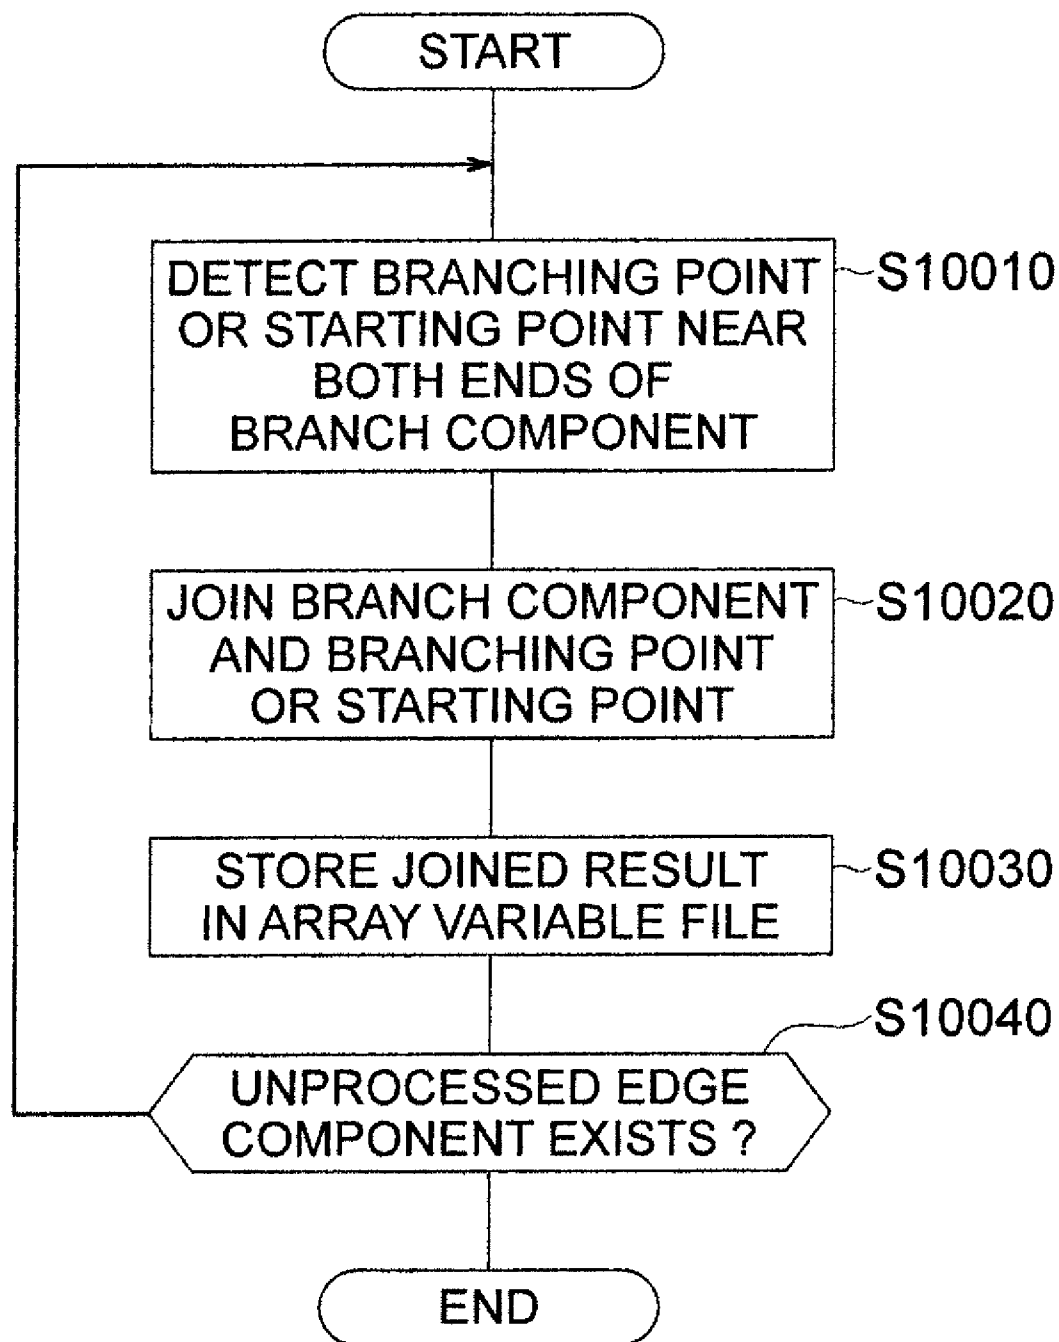 START
DETECT BRANCHING POINT
OR STARTING POINT NEAR
BOTH ENDS OF
BRANCH COMPONENT
S10010
JOIN BRANCH COMPONENT
AND BRANCHING POINT
OR STARTING POINT
S10020
STORE JOINED RESULT
IN ARRAY VARIABLE FILE
S10030
UNPROCESSED EDGE
COMPONENT EXISTS ?
S10040
END